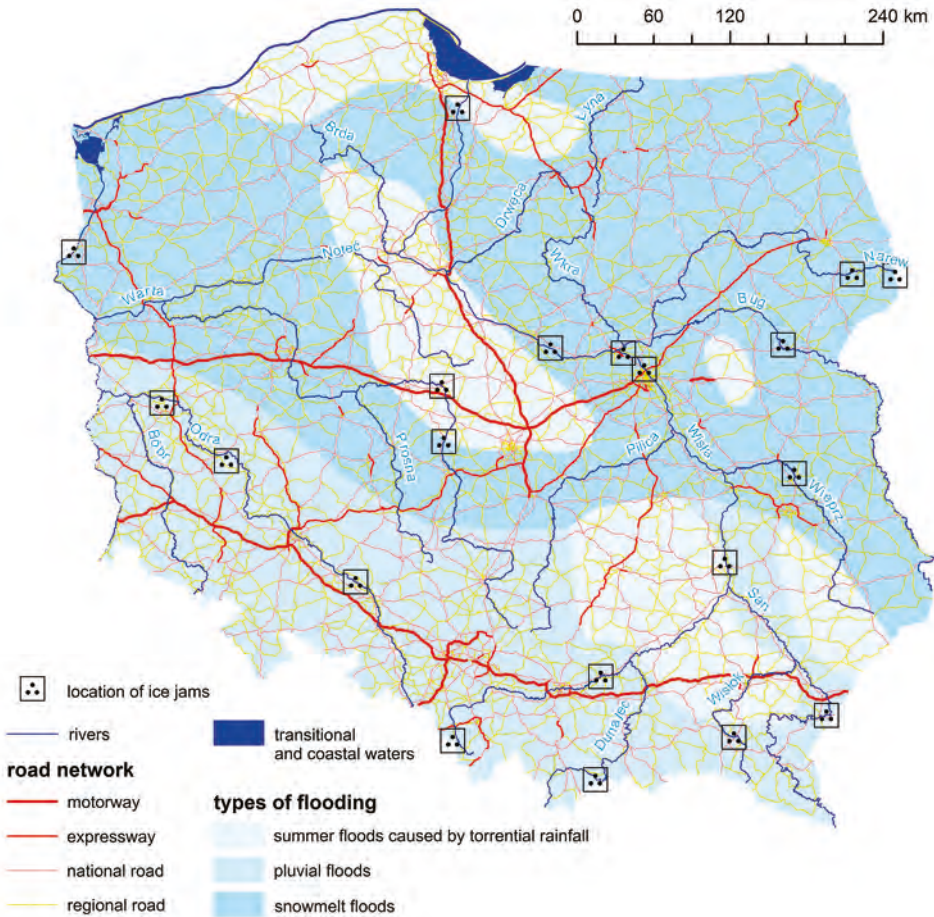 0 60 120 240 km
Brda
Łyna
Drwęca
Noteć
Wkra
Narew
Warta
Bug
Odra
Bóbr
Prosna
Pilica
Wisła
Wieprz
San
Wisłok
Dunajec
location of ice jams
rivers
transitional
and coastal waters
road network
motorway
expressway
national road
regional road
types of flooding
summer floods caused by torrential rainfall
pluvial floods
snowmelt floods